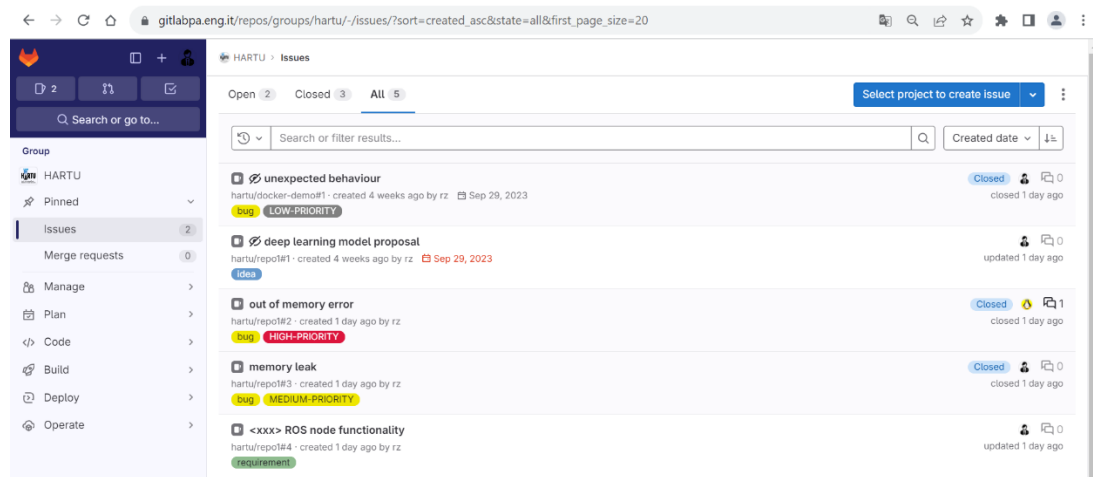 gitlabpa.eng.it/repos/groups/hartu/-/issues/?sort=created_asc&state=all&first_page_size=20
HARTU > Issues
2
Search or go to...
Group
HARTU
Pinned
Issues 2
Merge requests 0
Manage
Plan
Code
Build
Deploy
Operate
Open 2 Closed 3 All 5
Select project to create issue
Search or filter results...
Created date
unexpected behaviour
Closed 0
hartu/docker-demo#1 · created 4 weeks ago by rz Sep 29, 2023
closed 1 day ago
bug LOW-PRIORITY
deep learning model proposal
0
hartu/repo1#1 · created 4 weeks ago by rz Sep 29, 2023
updated 1 day ago
idea
out of memory error
Closed 1
hartu/repo1#2 · created 1 day ago by rz
closed 1 day ago
bug HIGH-PRIORITY
memory leak
Closed 0
hartu/repo1#3 · created 1 day ago by rz
closed 1 day ago
bug MEDIUM-PRIORITY
<xxx> ROS node functionality
0
hartu/repo1#4 · created 1 day ago by rz
updated 1 day ago
requirement